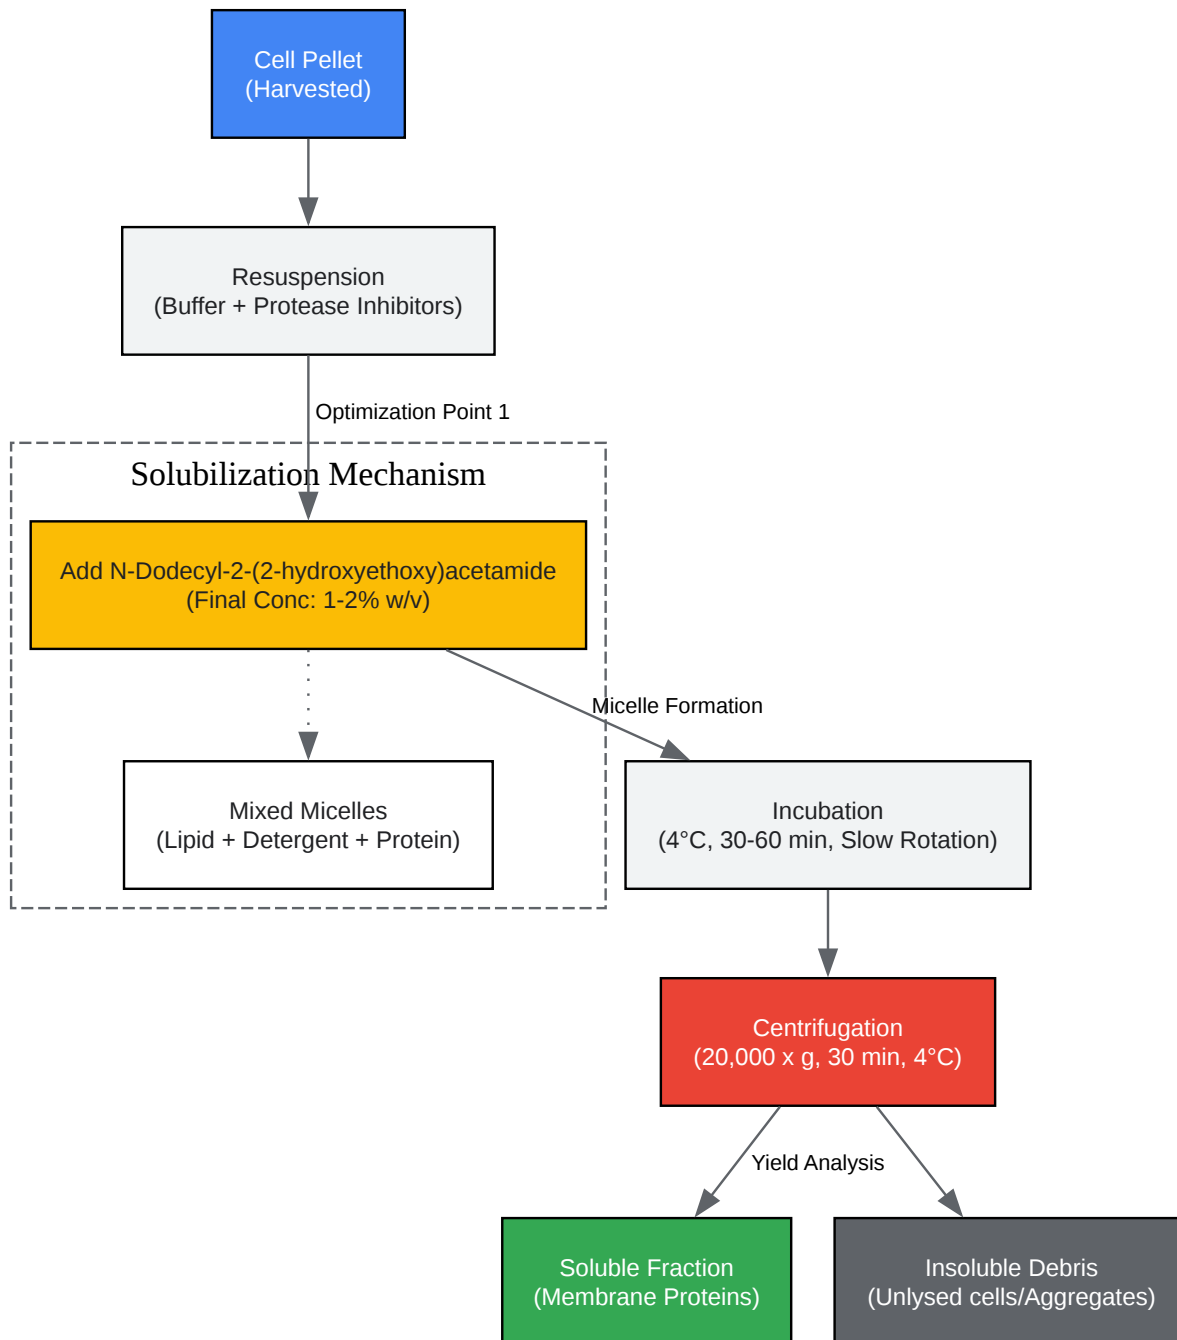 Cell Pellet
(Harvested)
Resuspension
(Buffer + Protease Inhibitors)
Optimization Point 1
Solubilization Mechanism
Add N-Dodecyl-2-(2-hydroxyethoxy)acetamide
(Final Conc: 1-2% w/v)
Micelle Formation
Mixed Micelles
(Lipid + Detergent + Protein)
Incubation
(4°C, 30-60 min, Slow Rotation)
Centrifugation
(20,000 x g, 30 min, 4°C)
Yield Analysis
Soluble Fraction
(Membrane Proteins)
Insoluble Debris
(Unlysed cells/Aggregates)